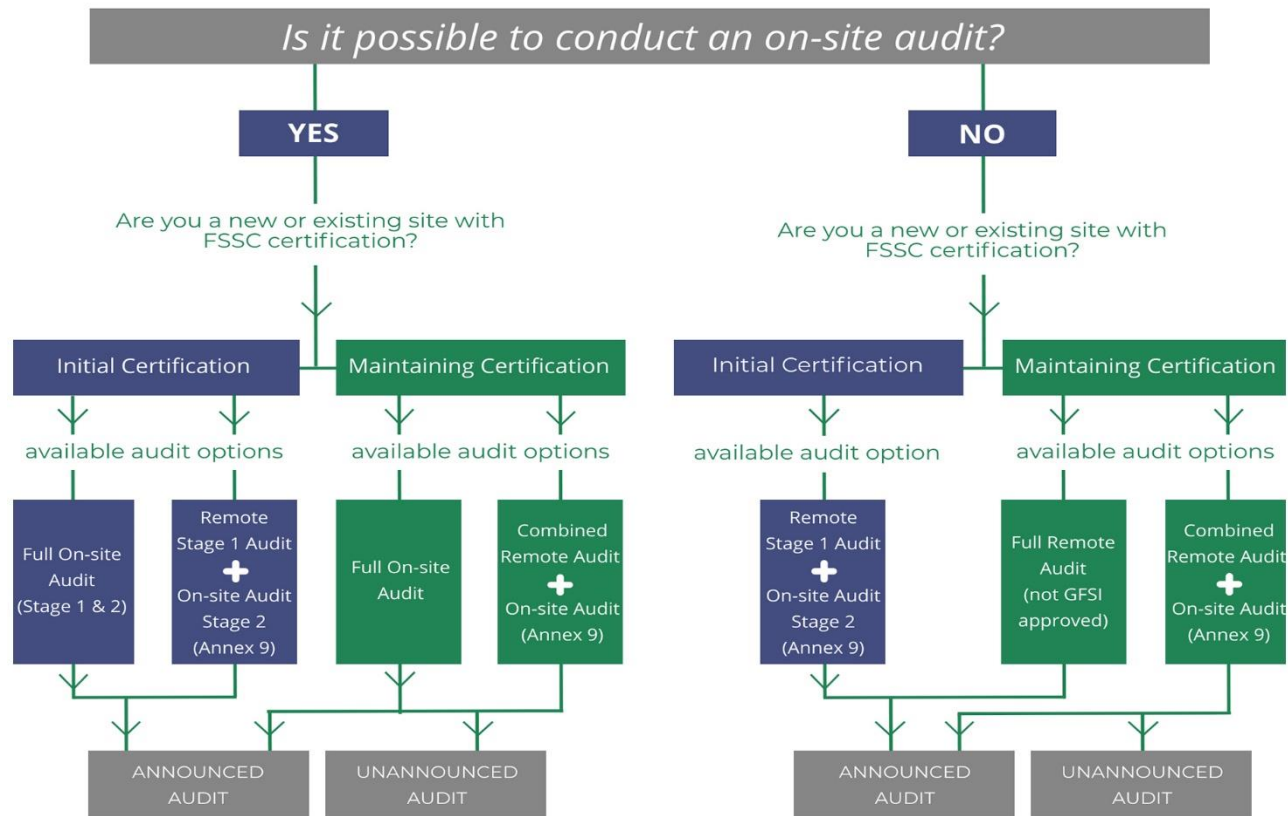 Is it possible to conduct an on-site audit?
YES
Are you a new or existing site with
FSSC certification?
Initial Certification
Maintaining Certification
available audit options
available audit options
Full On-site
Audit
(Stage 1 & 2)
Remote
Stage 1 Audit
+
On-site Audit
Stage 2
(Annex 9)
Full On-site
Audit
Combined
Remote Audit
+
On-site Audit
(Annex 9)
ANNOUNCED
AUDIT
UNANNOUNCED
AUDIT
NO
Are you a new or existing site with
FSSC certification?
Initial Certification
Maintaining Certification
available audit option
available audit options
Remote
Stage 1 Audit
+
On-site Audit
Stage 2
(Annex 9)
Full Remote
Audit
(not GFSI
approved)
Combined
Remote Audit
+
On-site Audit
(Annex 9)
ANNOUNCED
AUDIT
UNANNOUNCED
AUDIT